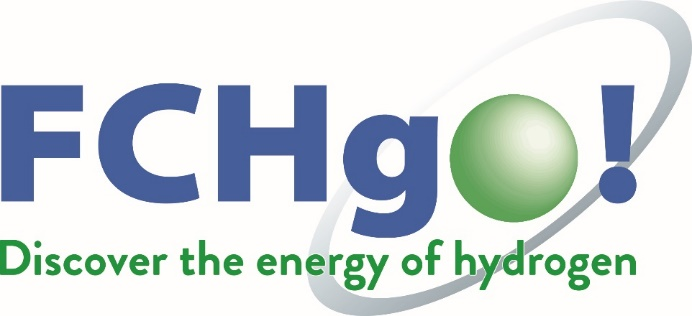 FCHgo!
Discover the energy of hydrogen